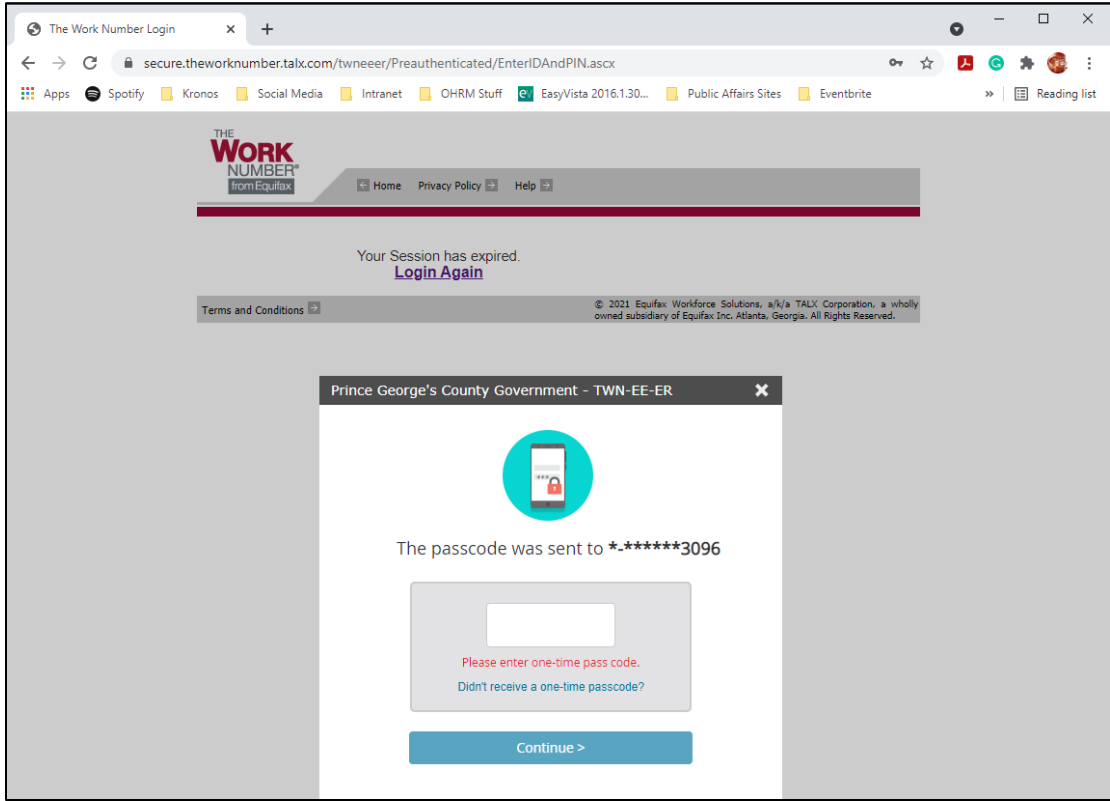 The Work Number Login
secure.theworknumber.talx.com/twneeer/Preauthenticated/EnterIDAndPIN.ascx
Apps Spotify Kronos Social Media Intranet OHRM Stuff EasyVista 2016.1.30... Public Affairs Sites Eventbrite » Reading list
THE
WORK
NUMBER®
from Equifax
Home Privacy Policy Help
Your Session has expired.
Login Again
Terms and Conditions
© 2021 Equifax Workforce Solutions, a/k/a TALX Corporation, a wholly
owned subsidiary of Equifax Inc. Atlanta, Georgia. All Rights Reserved.
Prince George's County Government - TWN-EE-ER
The passcode was sent to *-******3096
Please enter one-time pass code.
Didn't receive a one-time passcode?
Continue >